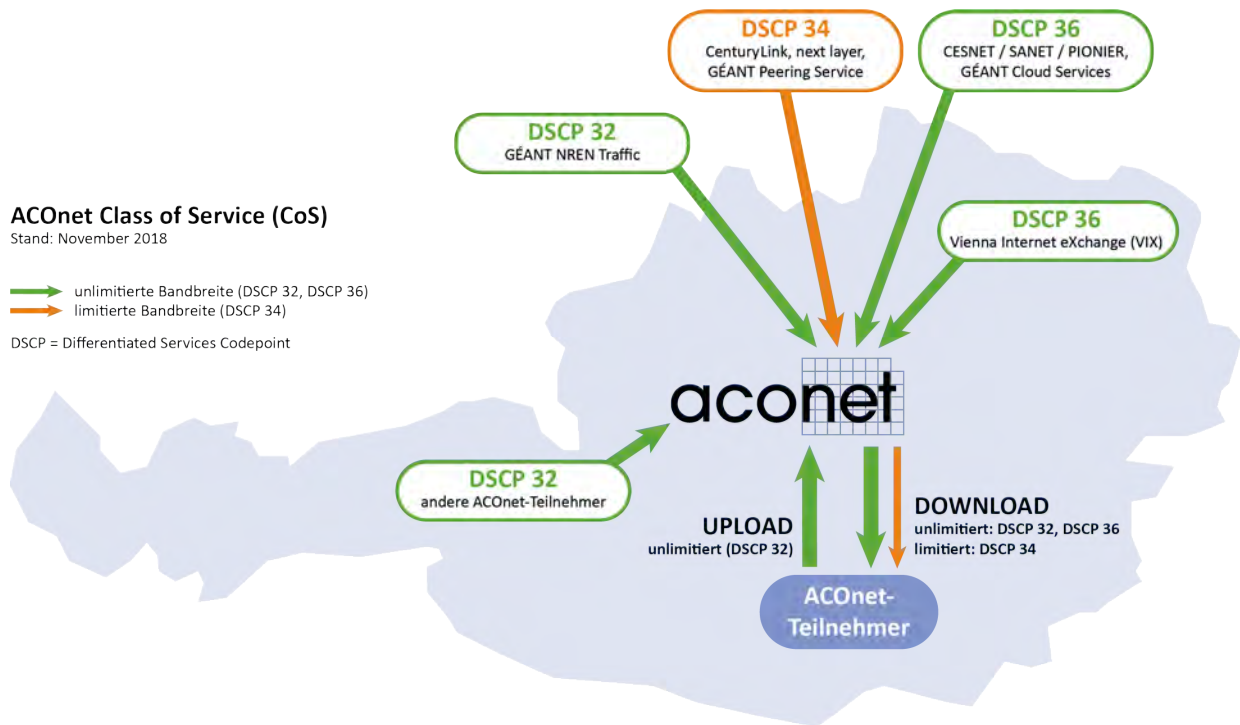 DSCP 34
CenturyLink, next layer,
GÉANT Peering Service
DSCP 36
CESNET / SANET / PIONIER,
GÉANT Cloud Services
DSCP 32
GÉANT NREN Traffic
ACOnet Class of Service (CoS)
Stand: November 2018
DSCP 36
Vienna Internet eXchange (VIX)
unlimitierte Bandbreite (DSCP 32, DSCP 36)
limitierte Bandbreite (DSCP 34)
DSCP = Differentiated Services Codepoint
aconet
DSCP 32
andere ACOnet-Teilnehmer
UPLOAD
unlimitiert (DSCP 32)
DOWNLOAD
unlimitiert: DSCP 32, DSCP 36
limitiert: DSCP 34
ACOnet-
Teilnehmer